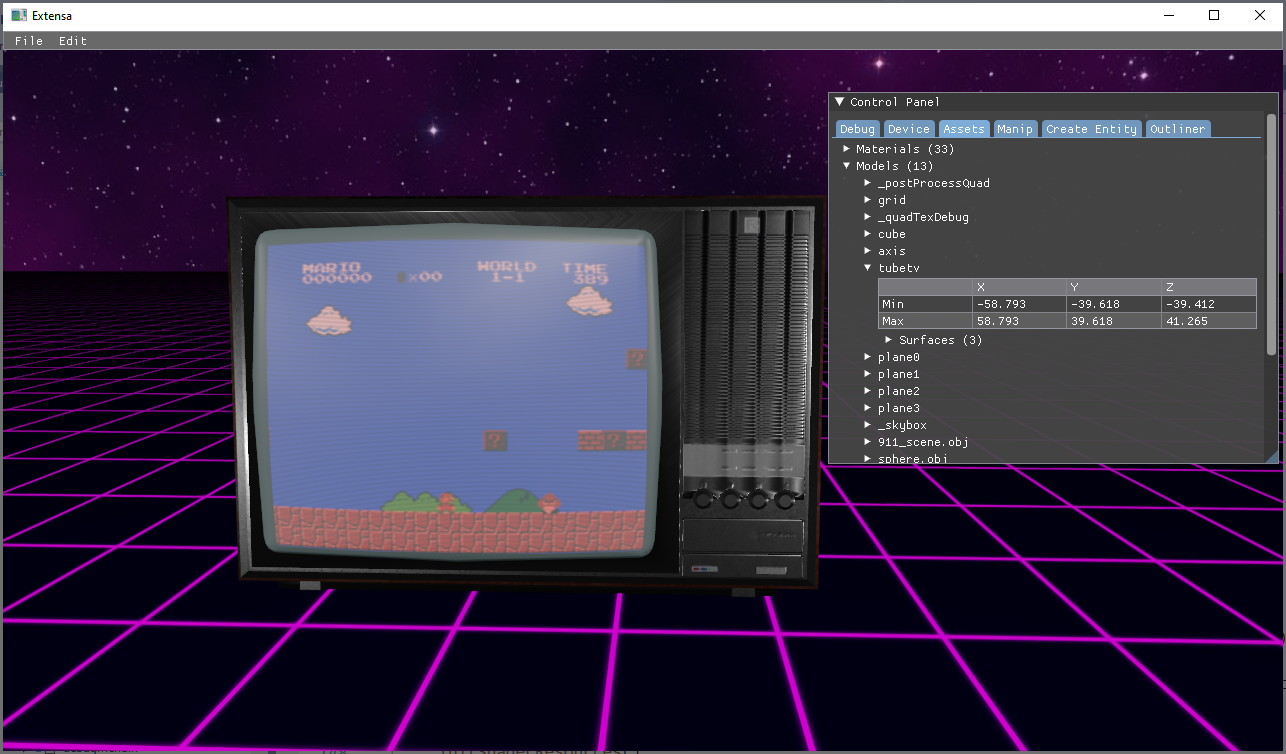 Extensa
File Edit
Control Panel
Debug Device Assets Manip Create Entity Outliner
Materials (33)
Models (13)
_postProcessQuad
grid
_quadTexDebug
cube
axis
tubetv
X Y Z
Min -58.793 -39.618 -39.412
Max 58.793 39.618 41.265
Surfaces (3)
plane0
plane1
plane2
plane3
_skybox
911_scene.obj
sphere.obj
MARIO WORLD TIME
000000 ×00 1-1 389
? 
? ?